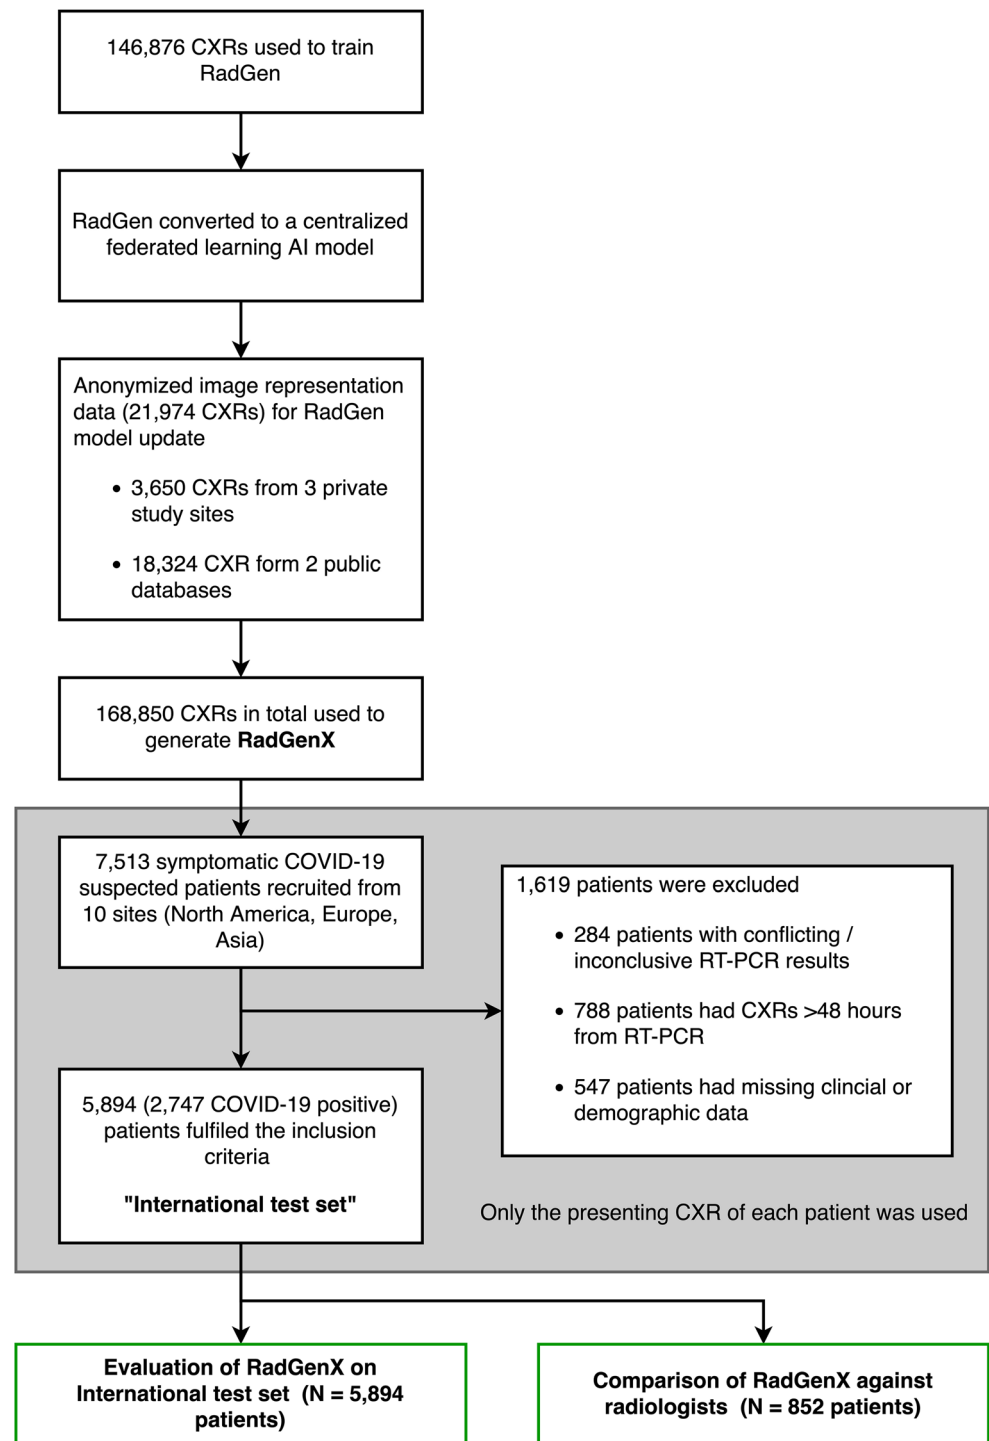 146,876 CXRs used to train
RadGen
RadGen converted to a centralized
federated learning AI model
Anonymized image representation
data (21,974 CXRs) for RadGen
model update
• 3,650 CXRs from 3 private
study sites
• 18,324 CXR form 2 public
databases
168,850 CXRs in total used to
generate RadGenX
7,513 symptomatic COVID-19
suspected patients recruited from
10 sites (North America, Europe,
Asia)
1,619 patients were excluded
• 284 patients with conflicting /
inconclusive RT-PCR results
• 788 patients had CXRs >48 hours
from RT-PCR
• 547 patients had missing clincial or
demographic data
5,894 (2,747 COVID-19 positive)
patients fulfiled the inclusion
criteria
"International test set"
Only the presenting CXR of each patient was used
Evaluation of RadGenX on
International test set (N = 5,894
patients)
Comparison of RadGenX against
radiologists (N = 852 patients)